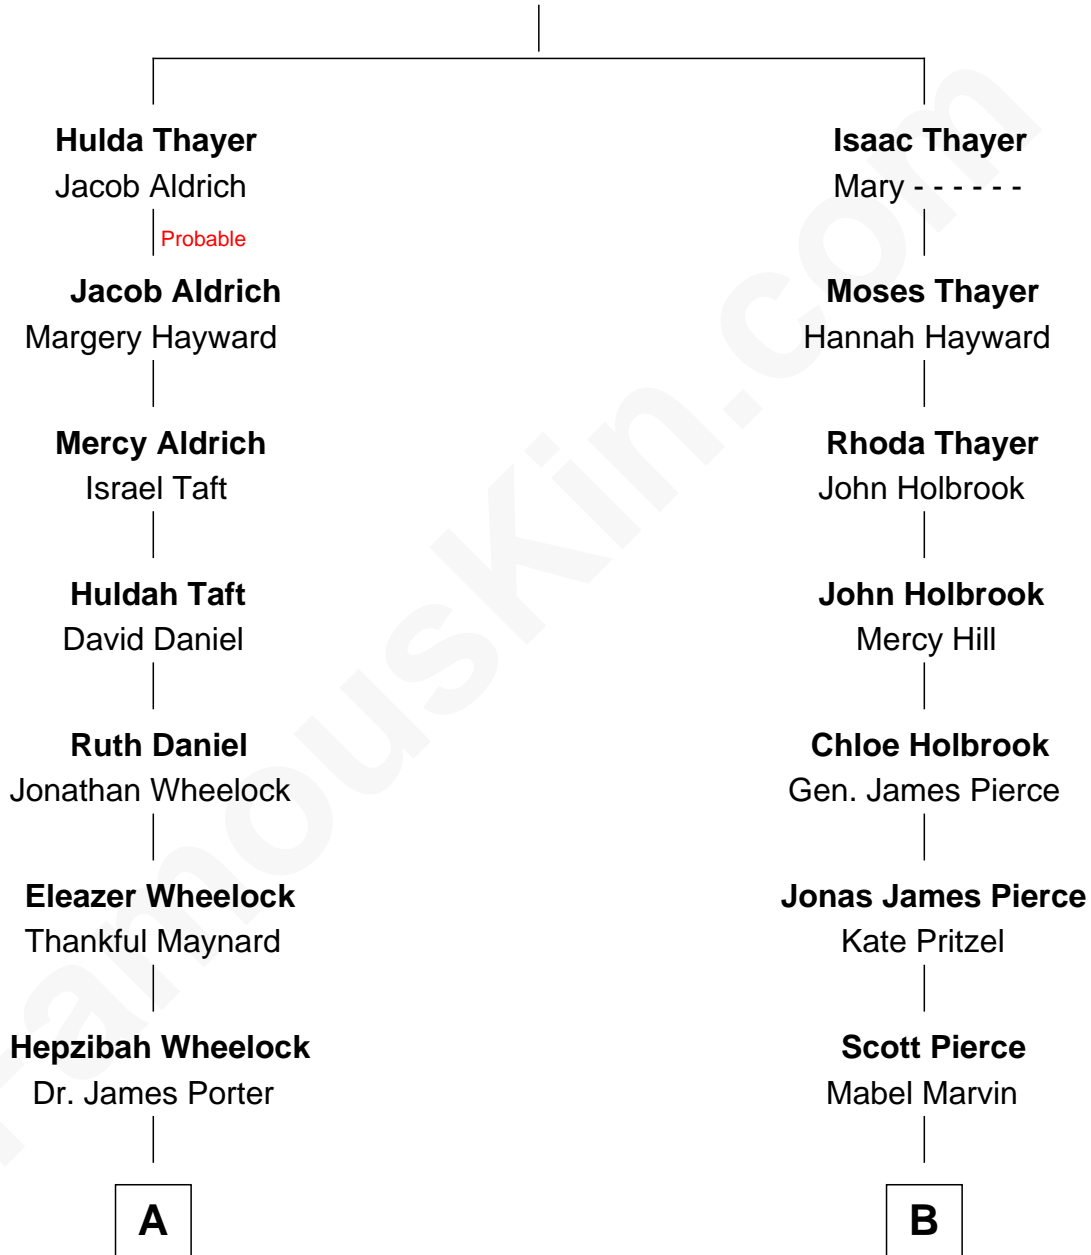 Hulda Thayer
Jacob Aldrich
Probable
Jacob Aldrich
Margery Hayward
Mercy Aldrich
Israel Taft
Huldah Taft
David Daniel
Ruth Daniel
Jonathan Wheelock
Eleazer Wheelock
Thankful Maynard
Hepzibah Wheelock
Dr. James Porter
A
Isaac Thayer
Mary - - - - - -
Moses Thayer
Hannah Hayward
Rhoda Thayer
John Holbrook
John Holbrook
Mercy Hill
Chloe Holbrook
Gen. James Pierce
Jonas James Pierce
Kate Pritzel
Scott Pierce
Mabel Marvin
B
FamousKin.com